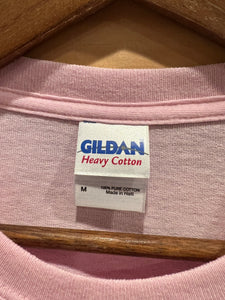 GILDAN
Heavy Cotton
M
100% PURE COTTON
Made in Haiti